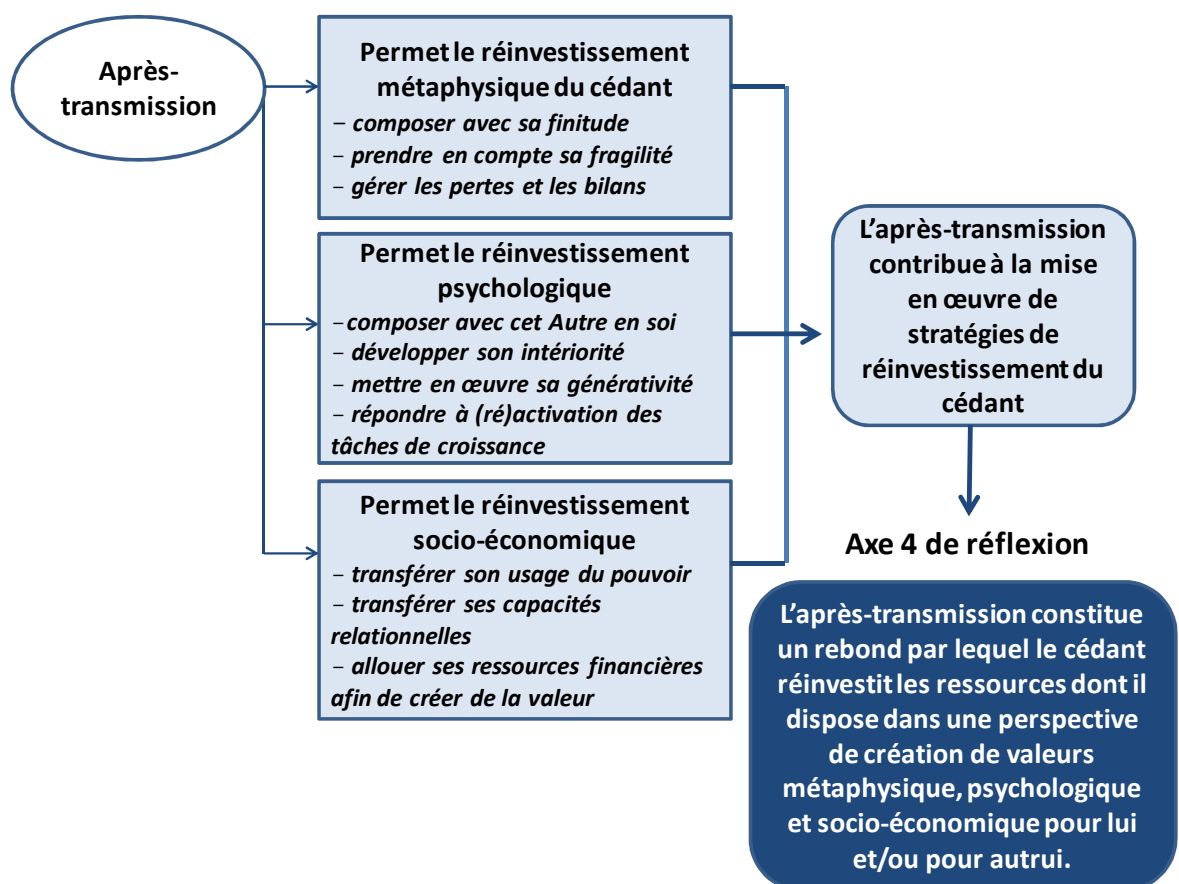 Après-
transmission
Permet le réinvestissement
métaphysique du cédant
− composer avec sa finitude
− prendre en compte sa fragilité
− gérer les pertes et les bilans
Permet le réinvestissement
psychologique
−composer avec cet Autre en soi
− développer son intériorité
− mettre en œuvre sa générativité
− répondre à (ré)activation des
tâches de croissance
Permet le réinvestissement
socio-économique
− transférer son usage du pouvoir
− transférer ses capacités
relationnelles
− allouer ses ressources financières
afin de créer de la valeur
L’après-transmission
contribue à la mise
en œuvre de
stratégies de
réinvestissement du
cédant
Axe 4 de réflexion
L’après-transmission constitue
un rebond par lequel le cédant
réinvestit les ressources dont il
dispose dans une perspective
de création de valeurs
métaphysique, psychologique
et socio-économique pour lui
et/ou pour autrui.